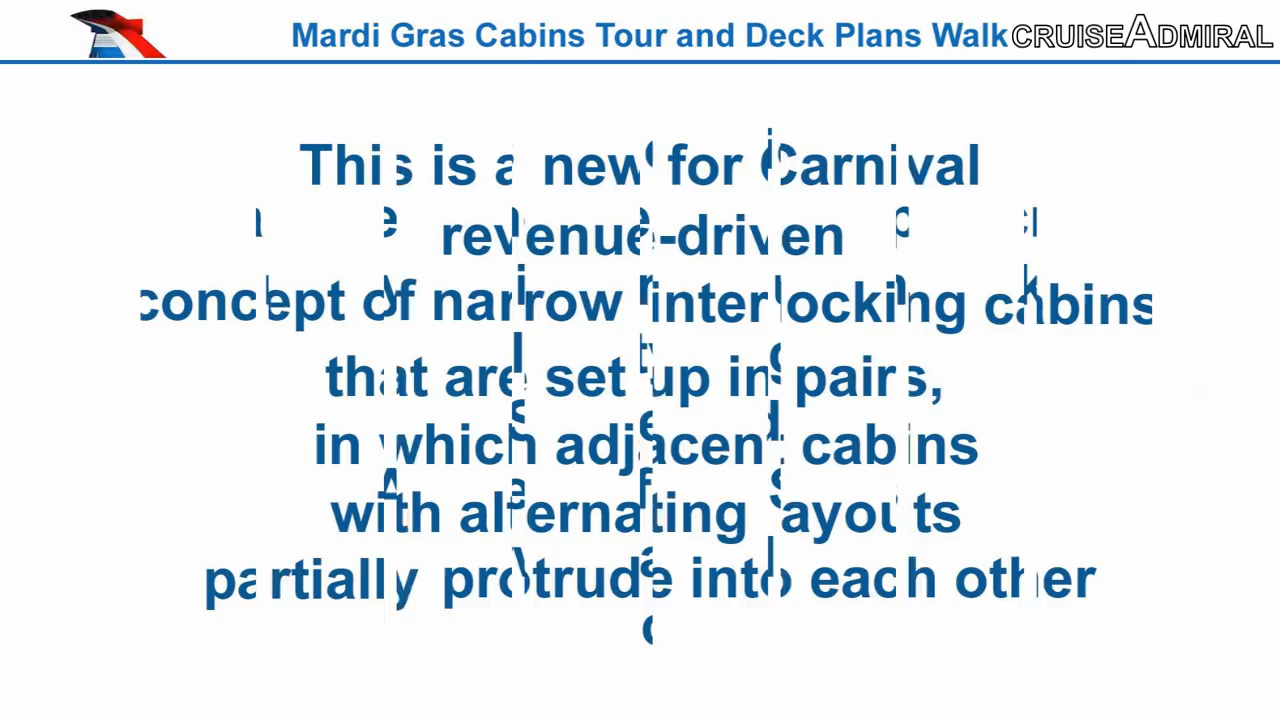 Mardi Gras Cabins Tour and Deck Plans Walk
CRUISEADMIRAL
This is a new for Carnival
revenue-driven
concept of narrow interlocking cabins
that are set up in pairs,
in which adjacent cabins
with alternating layouts
partially protrude into each other